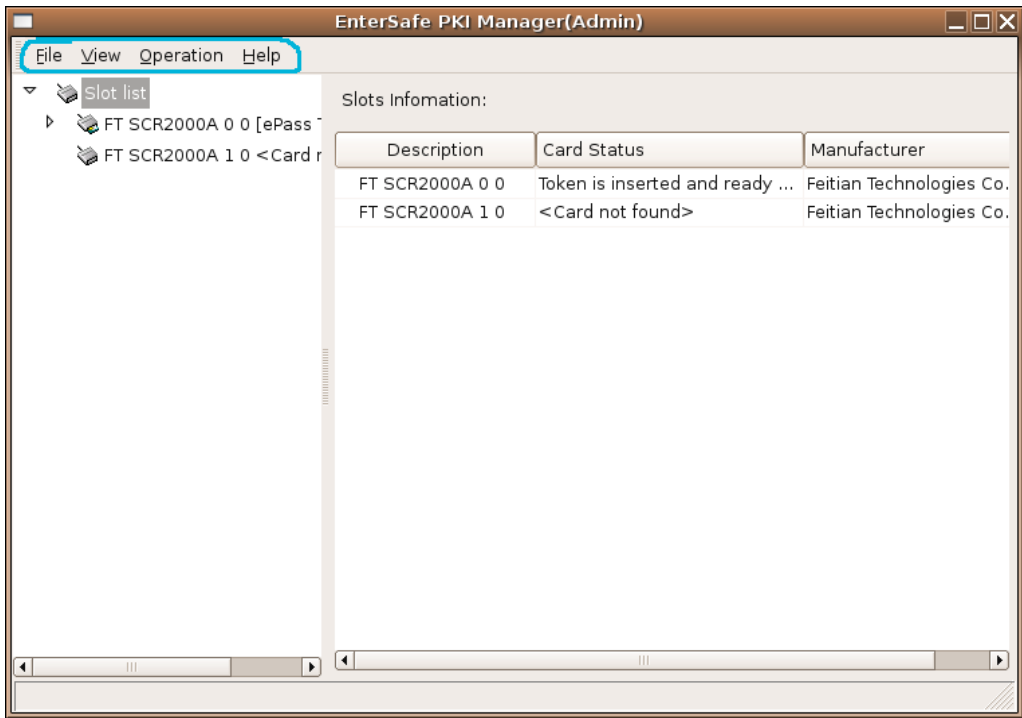 EnterSafe PKI Manager(Admin)
File View Operation Help
Slot list
FT SCR2000A 0 0 [ePass
FT SCR2000A 1 0 <Card
Slots Infomation:
Description Card Status Manufacturer
FT SCR2000A 0 0 Token is inserted and ready ... Feitian Technologies Co.
FT SCR2000A 1 0 <Card not found> Feitian Technologies Co.